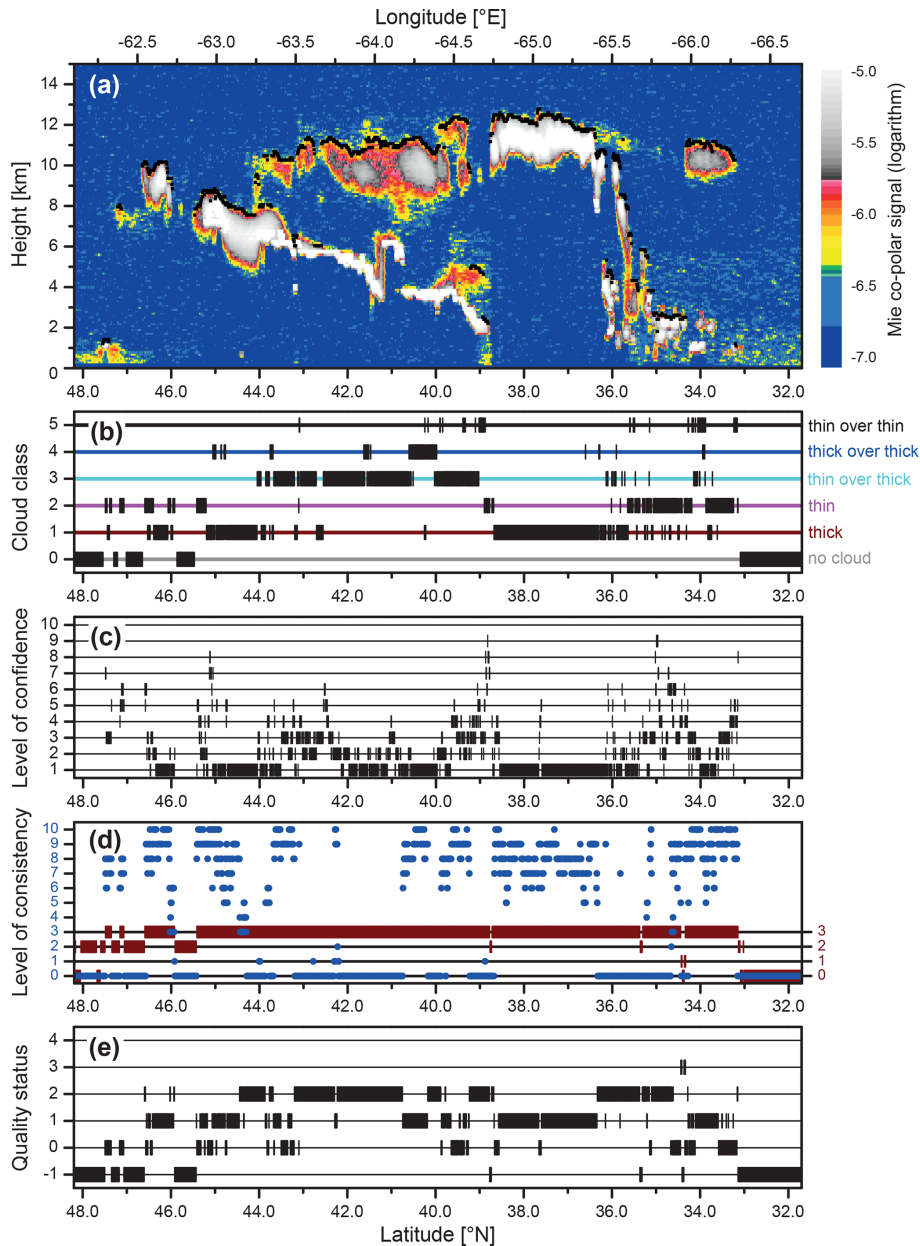 Longitude [°E]
-62.5 -63.0 -63.5 -64.0 -64.5 -65.0 -65.5 -66.0 -66.5
(a)
Height [km]
14
12
10
8
6
4
2
0
48.0 46.0 44.0 42.0 40.0 38.0 36.0 34.0 32.0
-5.0
-5.5
-6.0
-6.5
-7.0
Mie co-polar signal (logarithm)
(b)
Cloud class
5 thin over thin
4 thick over thick
3 thin over thick
2 thin
1 thick
0 no cloud
48.0 46.0 44.0 42.0 40.0 38.0 36.0 34.0 32.0
(c)
Level of confidence
10
9
8
7
6
5
4
3
2
1
48.0 46.0 44.0 42.0 40.0 38.0 36.0 34.0 32.0
(d)
Level of consistency
10
9
8
7
6
5
4
3 3
2 2
1 1
0 0
48.0 46.0 44.0 42.0 40.0 38.0 36.0 34.0 32.0
(e)
Quality status
4
3
2
1
0
-1
48.0 46.0 44.0 42.0 40.0 38.0 36.0 34.0 32.0
Latitude [°N]